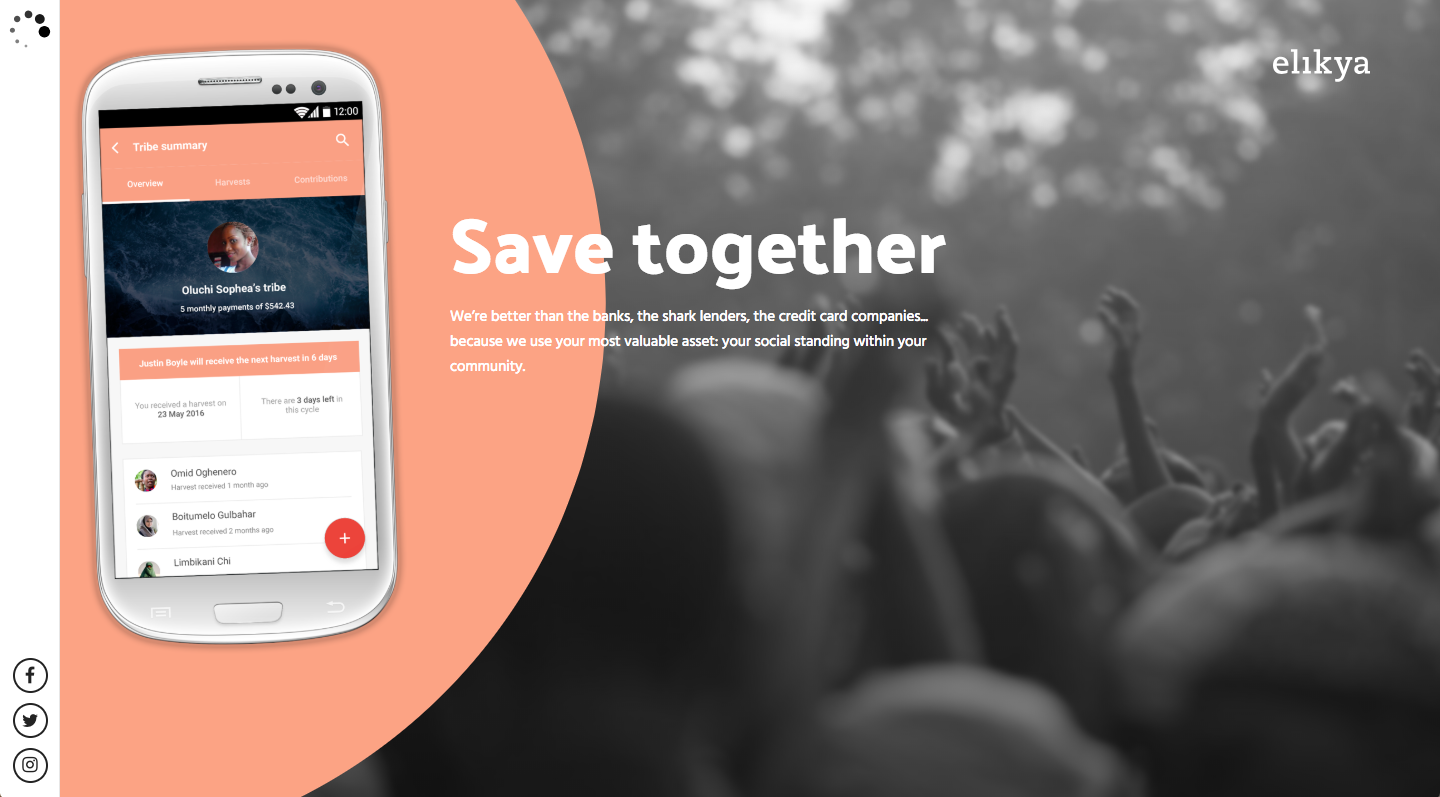 elıkya
12:00
Tribe summary
Overview Harvests Contributions
Oluchi Sophea's tribe
5 monthly payments of $542.43
Justin Boyle will receive the next harvest in 6 days
You received a harvest on
23 May 2016
There are 3 days left in
this cycle
Omid Oghenero
Harvest received 1 month ago
Boitumelo Gulbahar
Harvest received 2 months ago
Limbikani Chi
Save together
We're better than the banks, the shark lenders, the credit card companies...
because we use your most valuable asset: your social standing within your
community.